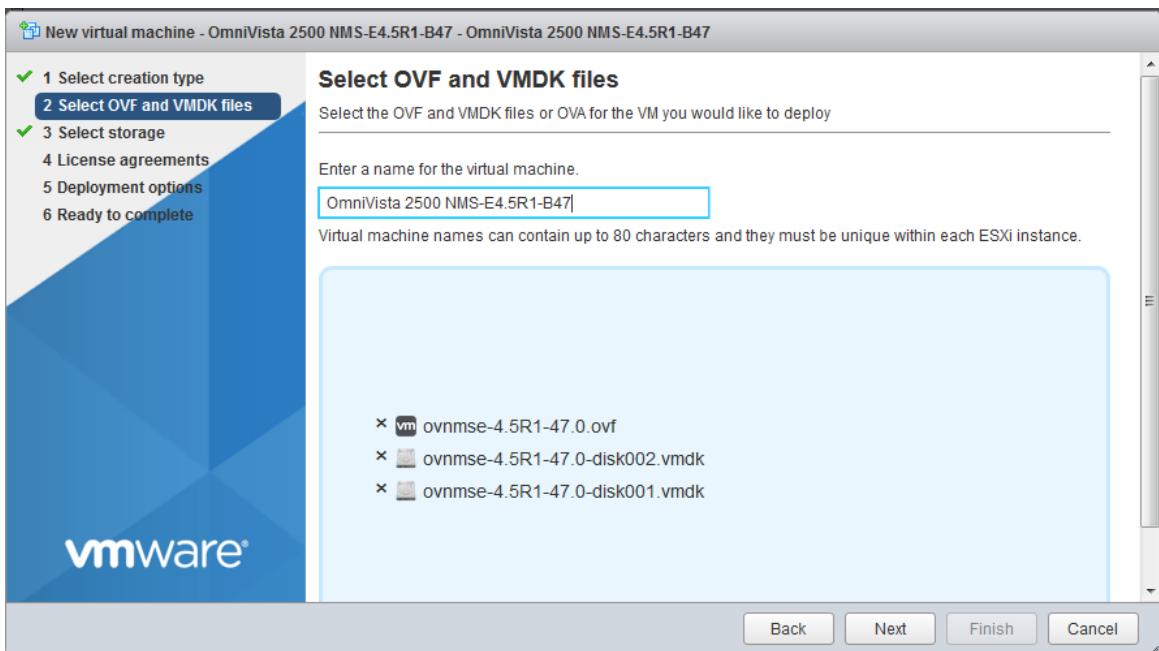 New virtual machine - OmniVista 2500 NMS-E4.5R1-B47 - OmniVista 2500 NMS-E4.5R1-B47
1 Select creation type
2 Select OVF and VMDK files
3 Select storage
4 License agreements
5 Deployment options
6 Ready to complete
vmware®
Select OVF and VMDK files
Select the OVF and VMDK files or OVA for the VM you would like to deploy
Enter a name for the virtual machine.
OmniVista 2500 NMS-E4.5R1-B47
Virtual machine names can contain up to 80 characters and they must be unique within each ESXi instance.
vm ovnmse-4.5R1-47.0.ovf
ovnmse-4.5R1-47.0-disk002.vmdk
ovnmse-4.5R1-47.0-disk001.vmdk
Back Next Finish Cancel